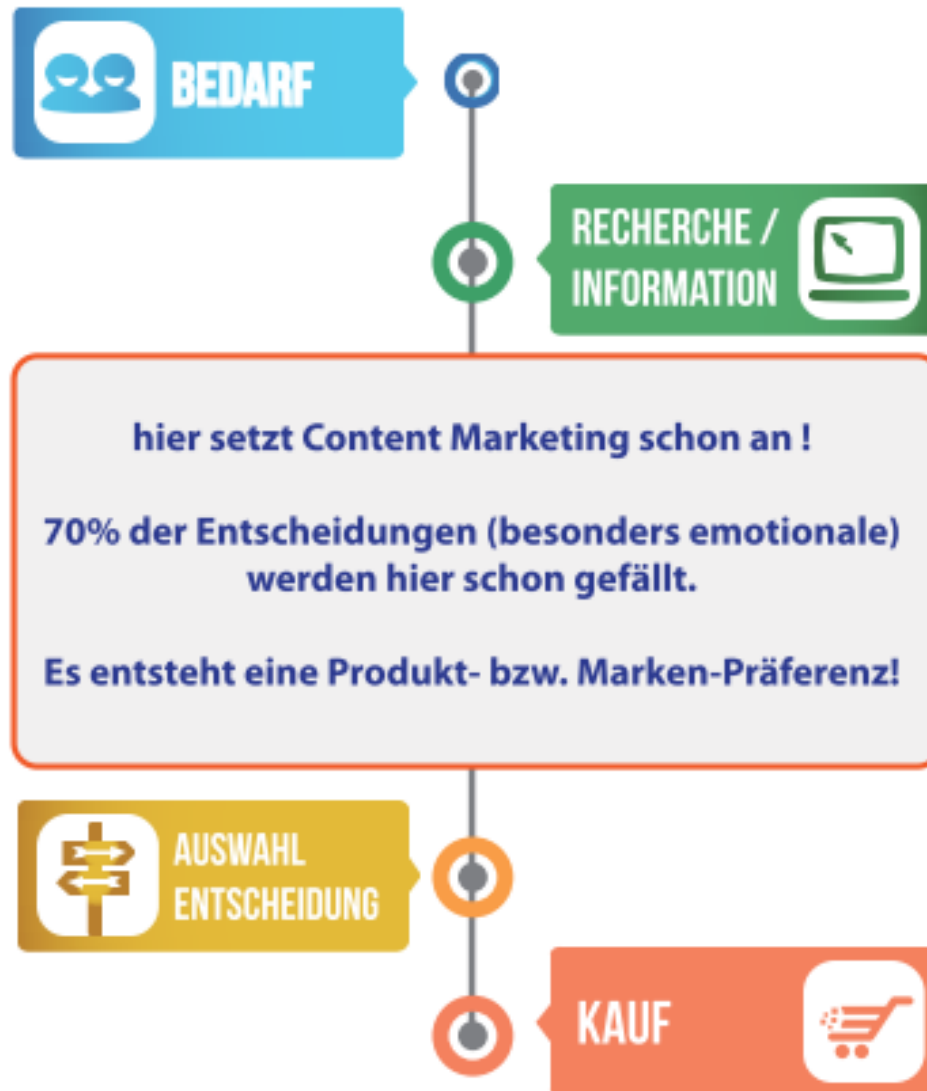 BEDARF
RECHERCHE /
INFORMATION
hier setzt Content Marketing schon an !
70% der Entscheidungen (besonders emotionale)
werden hier schon gefällt.
Es entsteht eine Produkt- bzw. Marken-Präferenz!
AUSWAHL
ENTSCHEIDUNG
KAUF